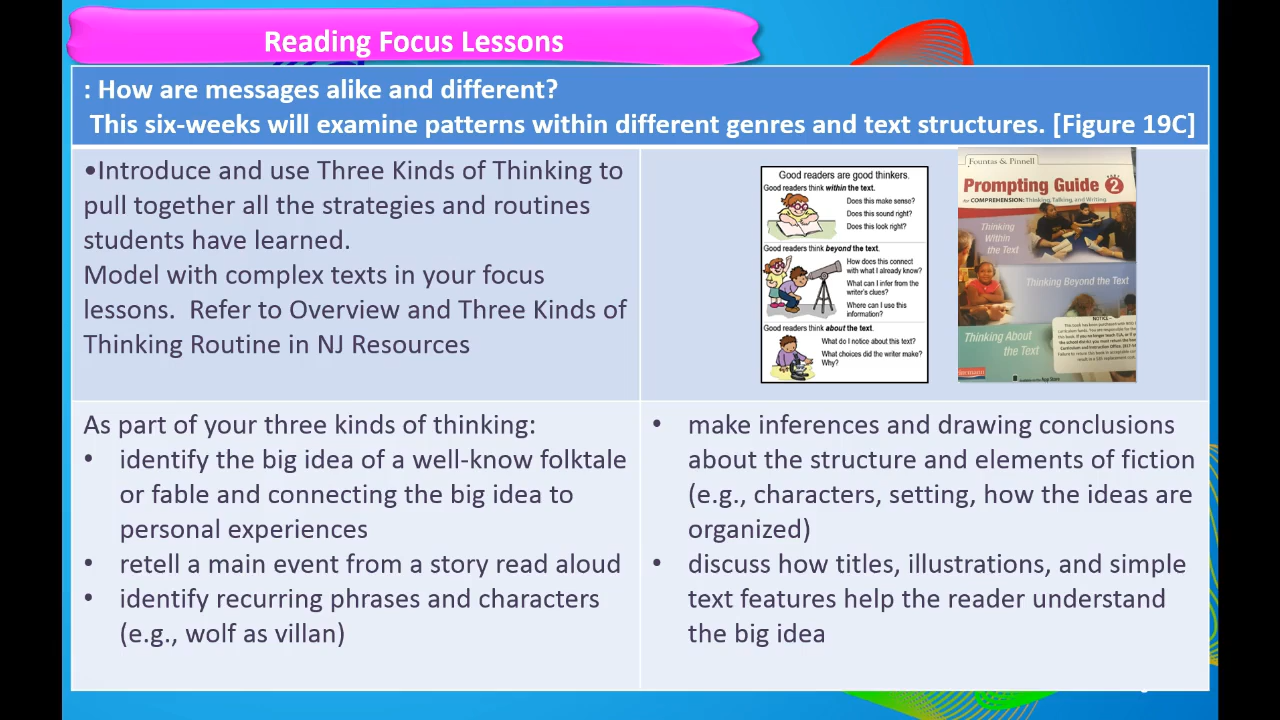 Reading Focus Lessons
: How are messages alike and different?
This six-weeks will examine patterns within different genres and text structures. [Figure 19C]
•Introduce and use Three Kinds of Thinking to
pull together all the strategies and routines
students have learned.
Model with complex texts in your focus
lessons.  Refer to Overview and Three Kinds of
Thinking Routine in NJ Resources
Good readers are good thinkers.
Good readers think within the text.
Does this make sense?
Does this sound right?
Does this look right?
Good readers think beyond the text.
How does this connect
with what I already know?
What can I infer from the
writer's clues?
Where can I use this
information?
Good readers think about the text.
What do I notice about this text?
What choices did the writer make?
Why?
Fountas & Pinnell
Prompting Guide 2
for COMPREHENSION: Thinking, Talking, and Writing
Thinking
Within
the Text
Thinking Beyond the Text
Thinking About
the Text
NOTICE
As part of your three kinds of thinking:
• identify the big idea of a well-know folktale
or fable and connecting the big idea to
personal experiences
• retell a main event from a story read aloud
• identify recurring phrases and characters
(e.g., wolf as villan)
• make inferences and drawing conclusions
about the structure and elements of fiction
(e.g., characters, setting, how the ideas are
organized)
• discuss how titles, illustrations, and simple
text features help the reader understand
the big idea